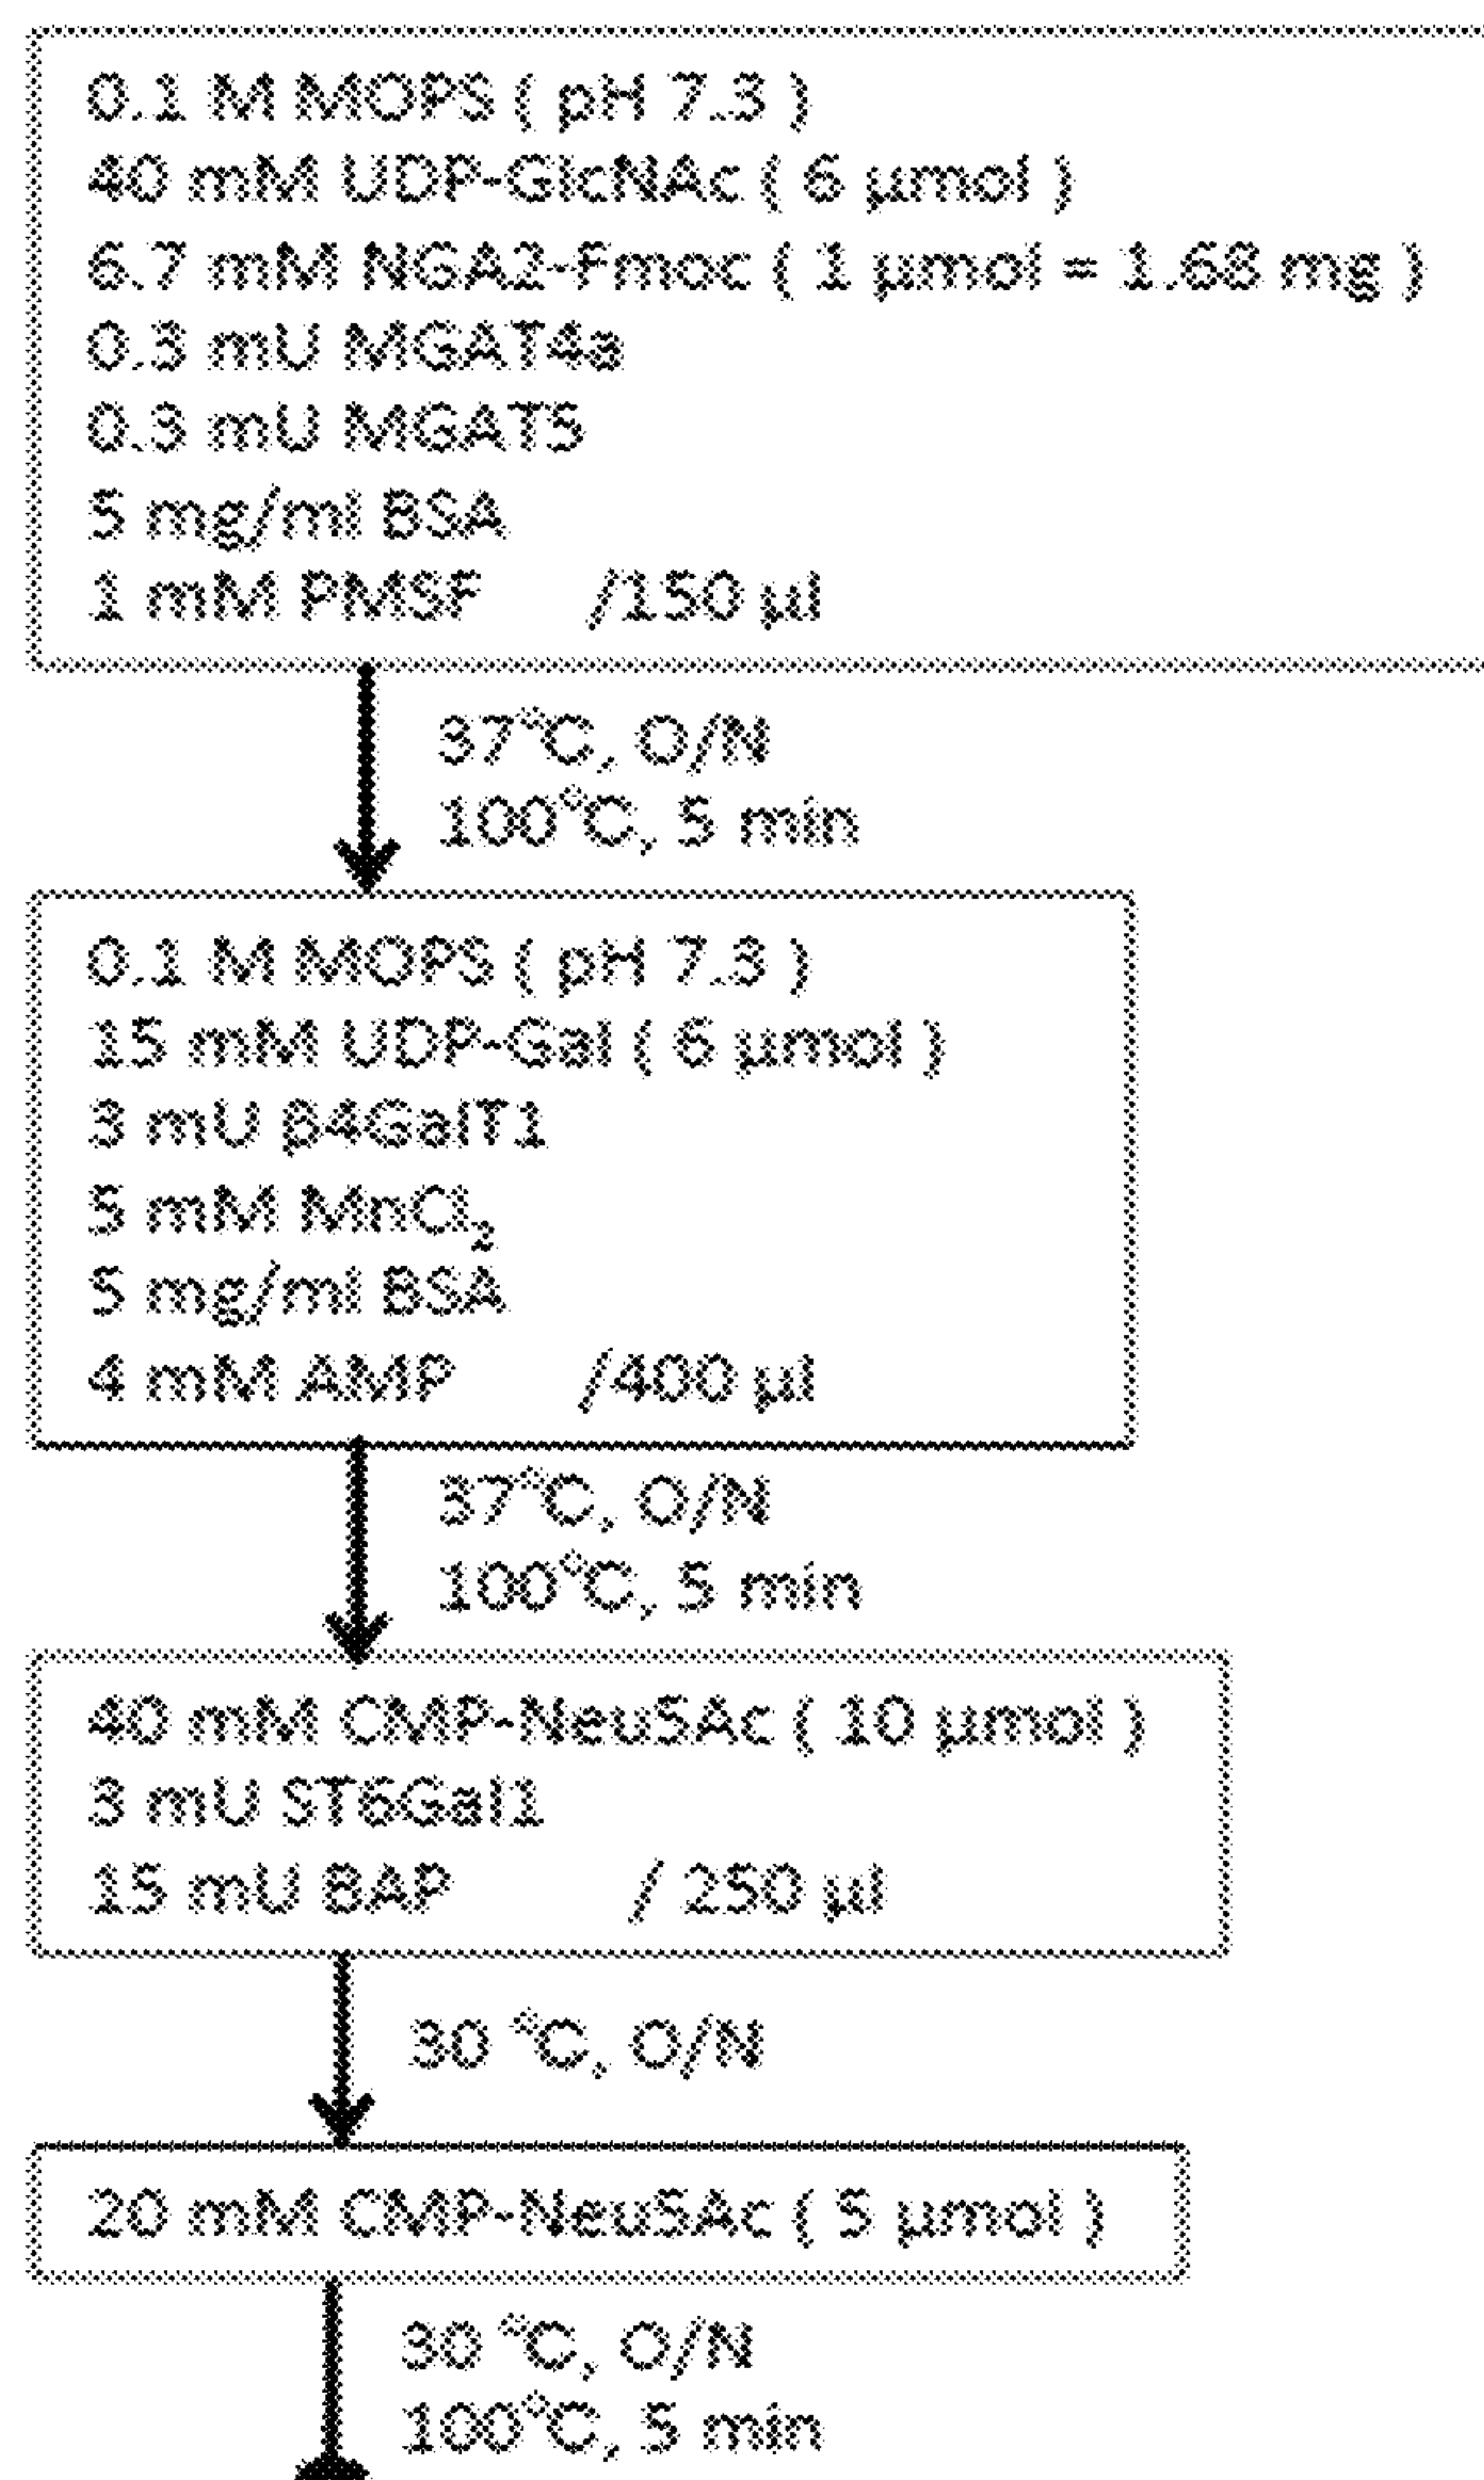 0.1 M MOPS ( pH 7.3 )
40 mM UDP-GlcNAc ( 6 µmol )
6.7 mM NGA2-Fmoc ( 1 µmol = 1.68 mg )
0.3 mU MGAT4a
0.3 mU MGAT5
5 mg/ml BSA
1 mM PMSF /150 µl
37°C, O/N
100°C, 5 min
0.1 M MOPS ( pH 7.3 )
15 mM UDP-Gal ( 6 µmol )
3 mU β4GalT1
5 mM MnCl₂
5 mg/ml BSA
4 mM AMP /400 µl
37°C, O/N
100°C, 5 min
40 mM CMP-Neu5Ac ( 10 µmol )
3 mU ST6Gal1
15 mU BAP / 250 µl
30 °C, O/N
20 mM CMP-Neu5Ac ( 5 µmol )
30 °C, O/N
100°C, 5 min